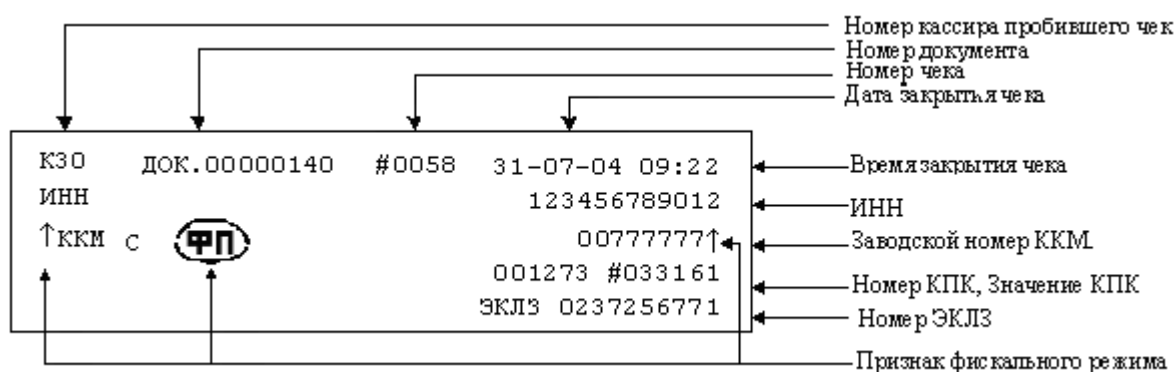 Номер кассира пробившего чек
Номер документа
Номер чека
Дата закрытья чека
К30 ДОК.00000140 #0058 31-07-04 09:22
Время закрытия чека
ИНН 123456789012
ИНН
↑ККМ С ФП 00777777↑
Заводской номер ККМ.
001273 #033161
Номер КПК, Значение КПК
ЭКЛЗ 0237256771
Номер ЭКЛЗ
Признак фискального режима